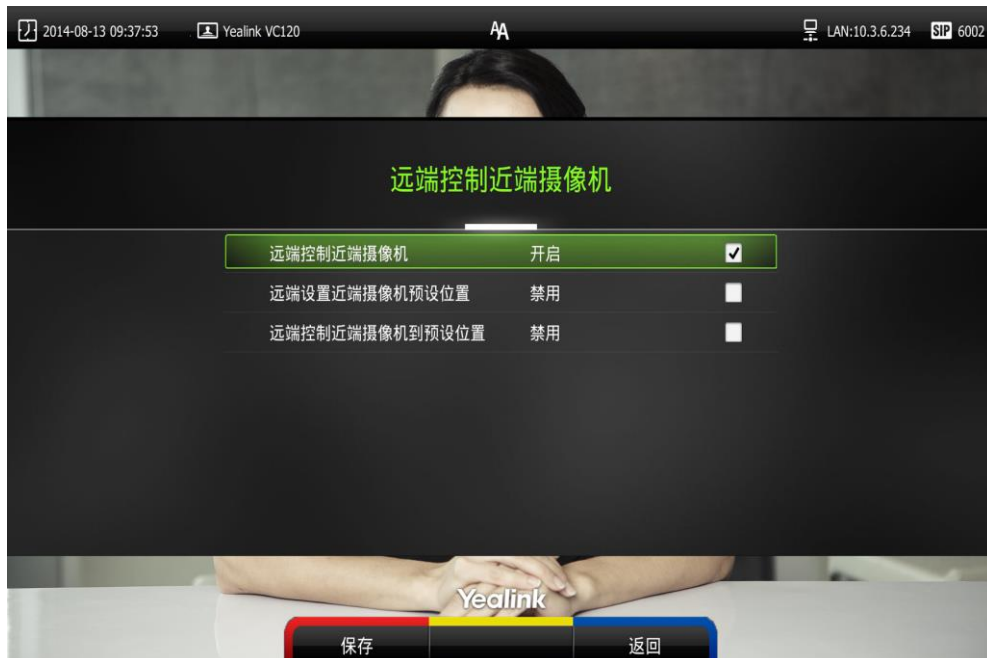 2014-08-13 09:37:53 Yealink VC120 AA LAN:10.3.6.234 SIP 6002
远端控制近端摄像机
远端控制近端摄像机 开启
远端设置近端摄像机预设位置 禁用
远端控制近端摄像机到预设位置 禁用
Yealink
保存 返回